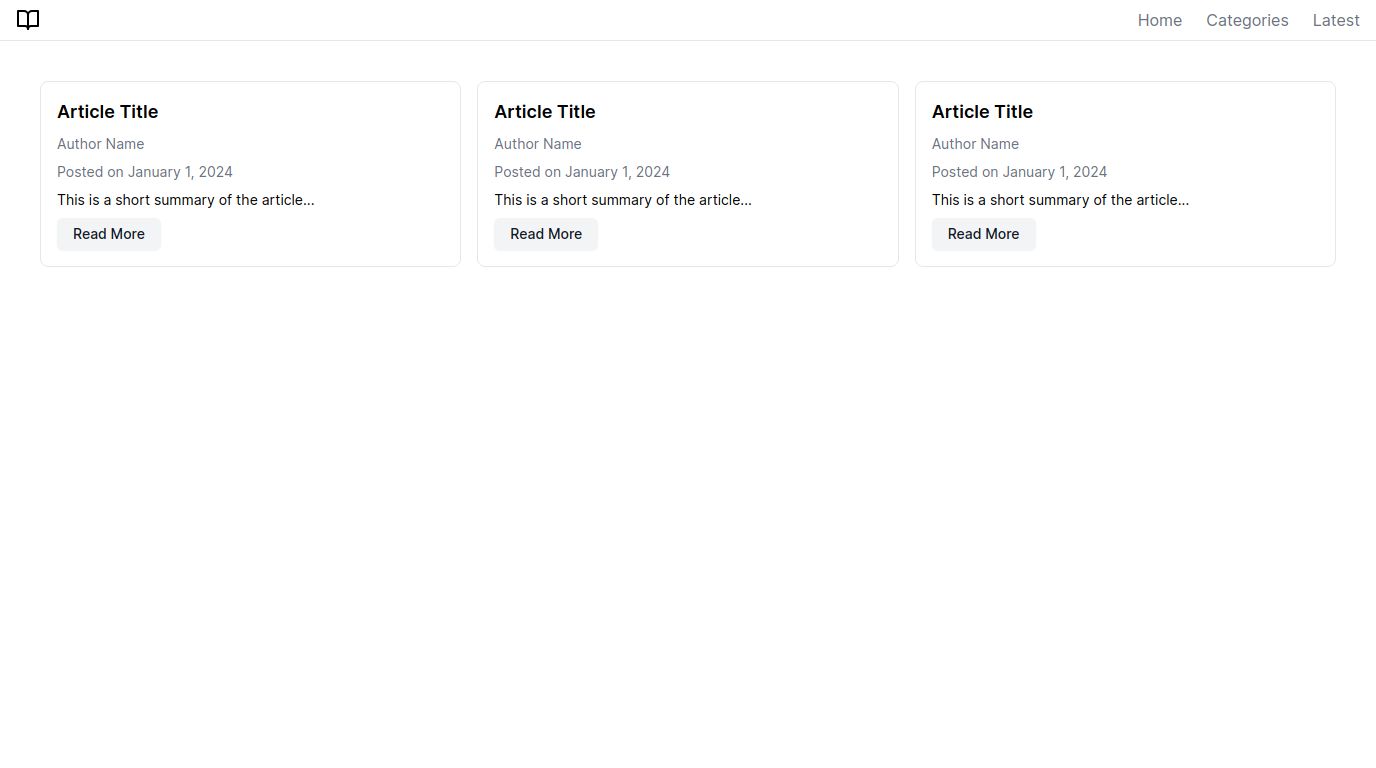 Home Categories Latest
Article Title
Author Name
Posted on January 1, 2024
This is a short summary of the article...
Read More
Article Title
Author Name
Posted on January 1, 2024
This is a short summary of the article...
Read More
Article Title
Author Name
Posted on January 1, 2024
This is a short summary of the article...
Read More